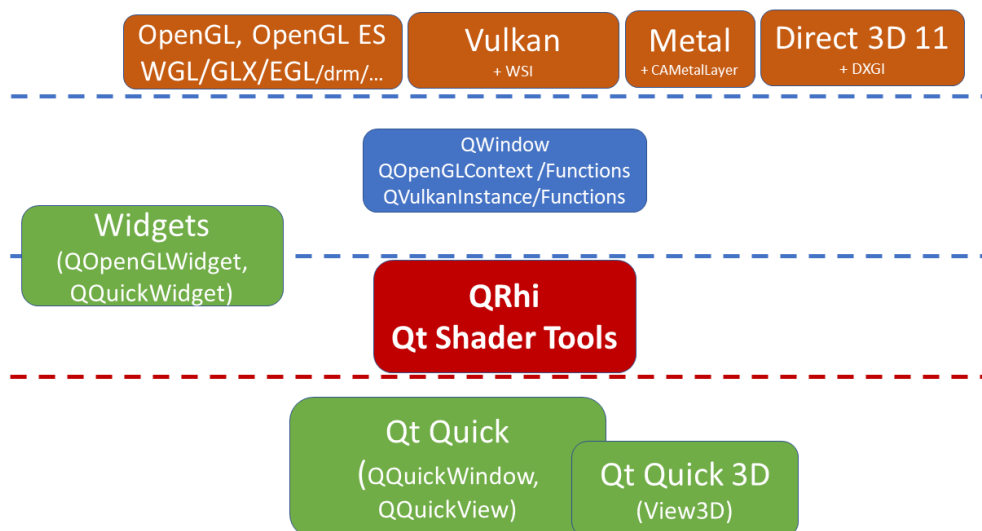 OpenGL, OpenGL ES
WGL/GLX/EGL/drm/...
Vulkan
+ WSI
Metal
+ CAMetalLayer
Direct 3D 11
+ DXGI
QWindow
QOpenGLContext /Functions
QVulkanInstance/Functions
Widgets
(QOpenGLWidget,
QQuickWidget)
QRhi
Qt Shader Tools
Qt Quick
(QQuickWindow,
QQuickView)
Qt Quick 3D
(View3D)